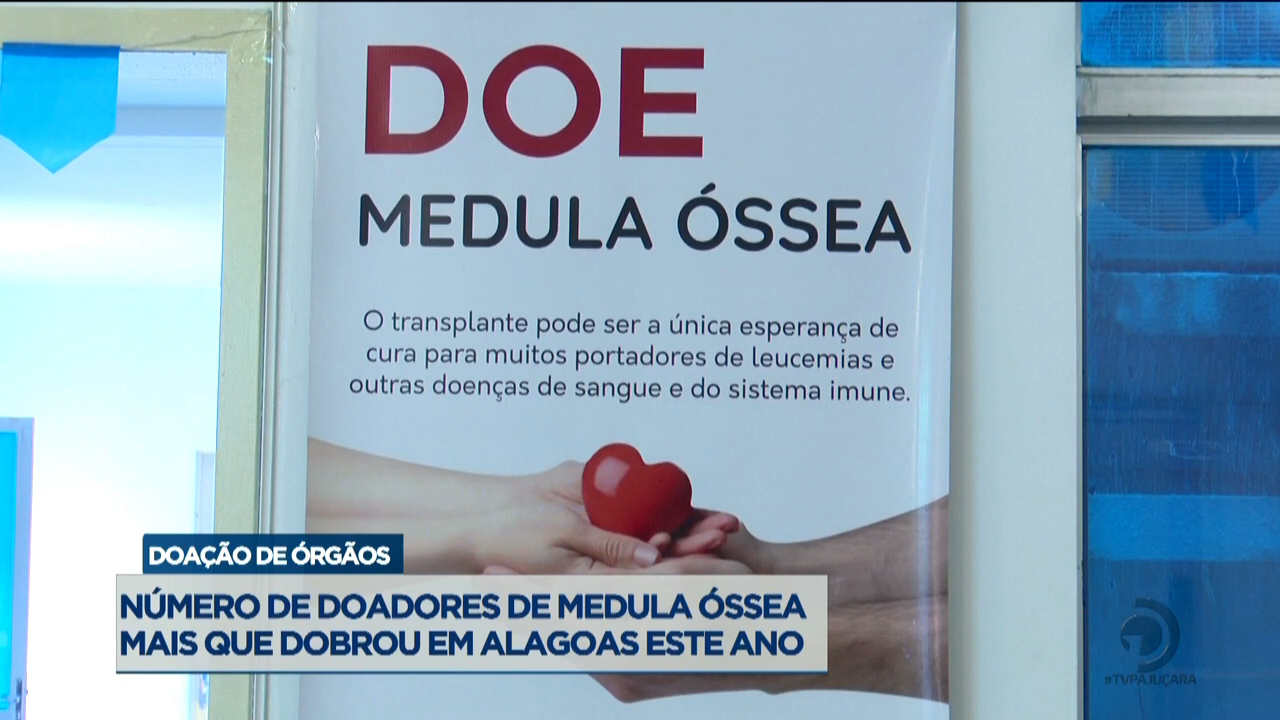 DOE
MEDULA ÓSSEA
O transplante pode ser a única esperança de
cura para muitos portadores de leucemias e
outras doenças de sangue e do sistema imune.
DOAÇÃO DE ÓRGÃOS
NÚMERO DE DOADORES DE MEDULA ÓSSEA
MAIS QUE DOBROU EM ALAGOAS ESTE ANO
#TVPAJUÇARA